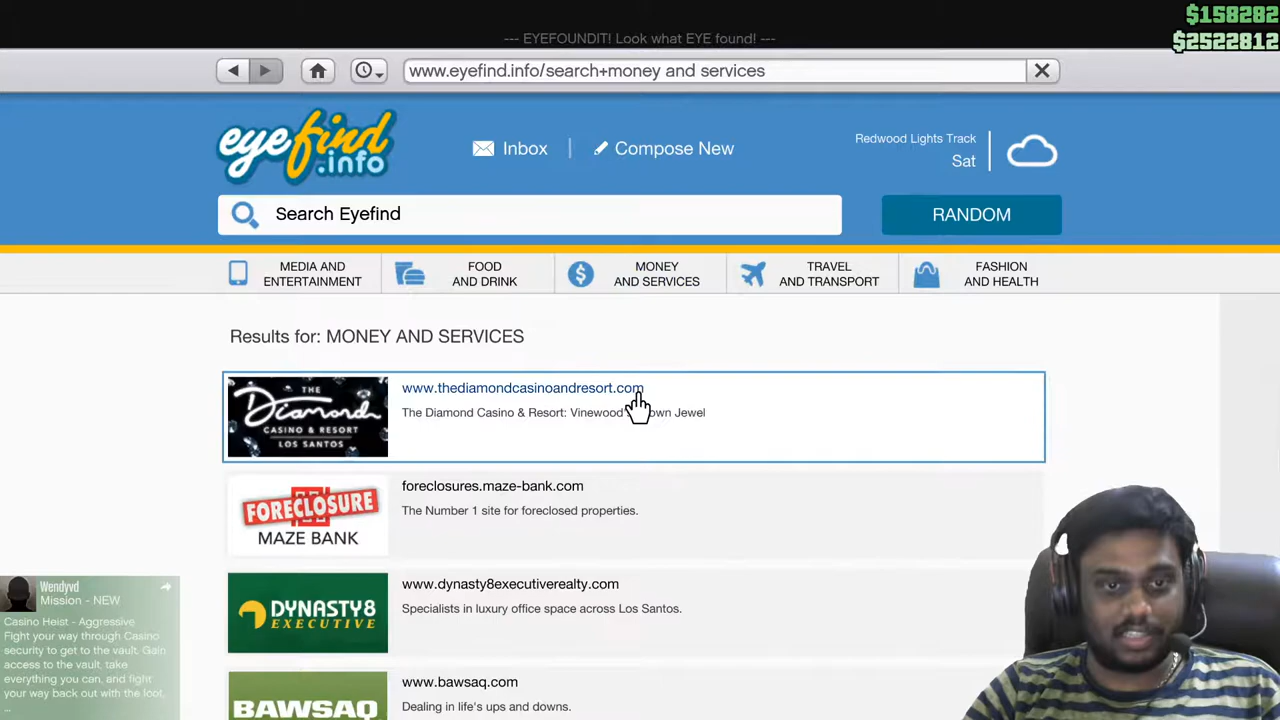 $158282
$2522812
--- EYEFOUNDIT! Look what EYE found! ---
www.eyefind.info/search+money and services
eyefind
.info
Inbox
Compose New
Redwood Lights Track
Sat
Search Eyefind
RANDOM
MEDIA AND
ENTERTAINMENT
FOOD
AND DRINK
MONEY
AND SERVICES
TRAVEL
AND TRANSPORT
FASHION
AND HEALTH
Results for: MONEY AND SERVICES
THE
Diamond
CASINO & RESORT
LOS SANTOS
www.thediamondcasinoandresort.com
The Diamond Casino & Resort: Vinewood own Jewel
FORECLOSURE
MAZE BANK
foreclosures.maze-bank.com
The Number 1 site for foreclosed properties.
DYNASTY8
EXECUTIVE
www.dynasty8executiverealty.com
Specialists in luxury office space across Los Santos.
BAWSAQ
www.bawsaq.com
Dealing in life's ups and downs.
Wendyvd
Mission - NEW
Casino Heist - Aggressive
Fight your way through Casino
security to get to the vault. Gain
access to the vault, take
everything you can, and fight
your way back out with the loot.
...